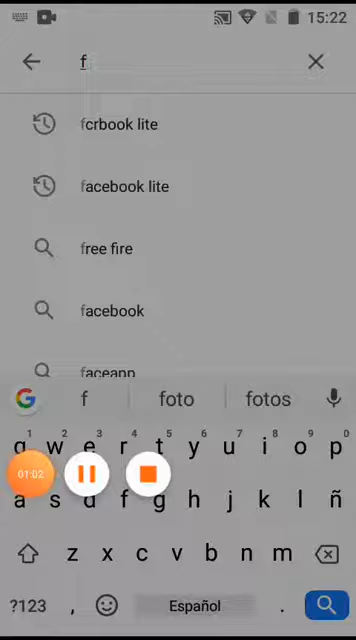 15:22
f
fcrbook lite
facebook lite
free fire
facebook
faceapp
G f foto fotos
1 2 3 4 5 6 7 8 9 0
q w e r t y u i o p
01:02
a s d f g h j k l ñ
z x c v b n m
?123 , Español .